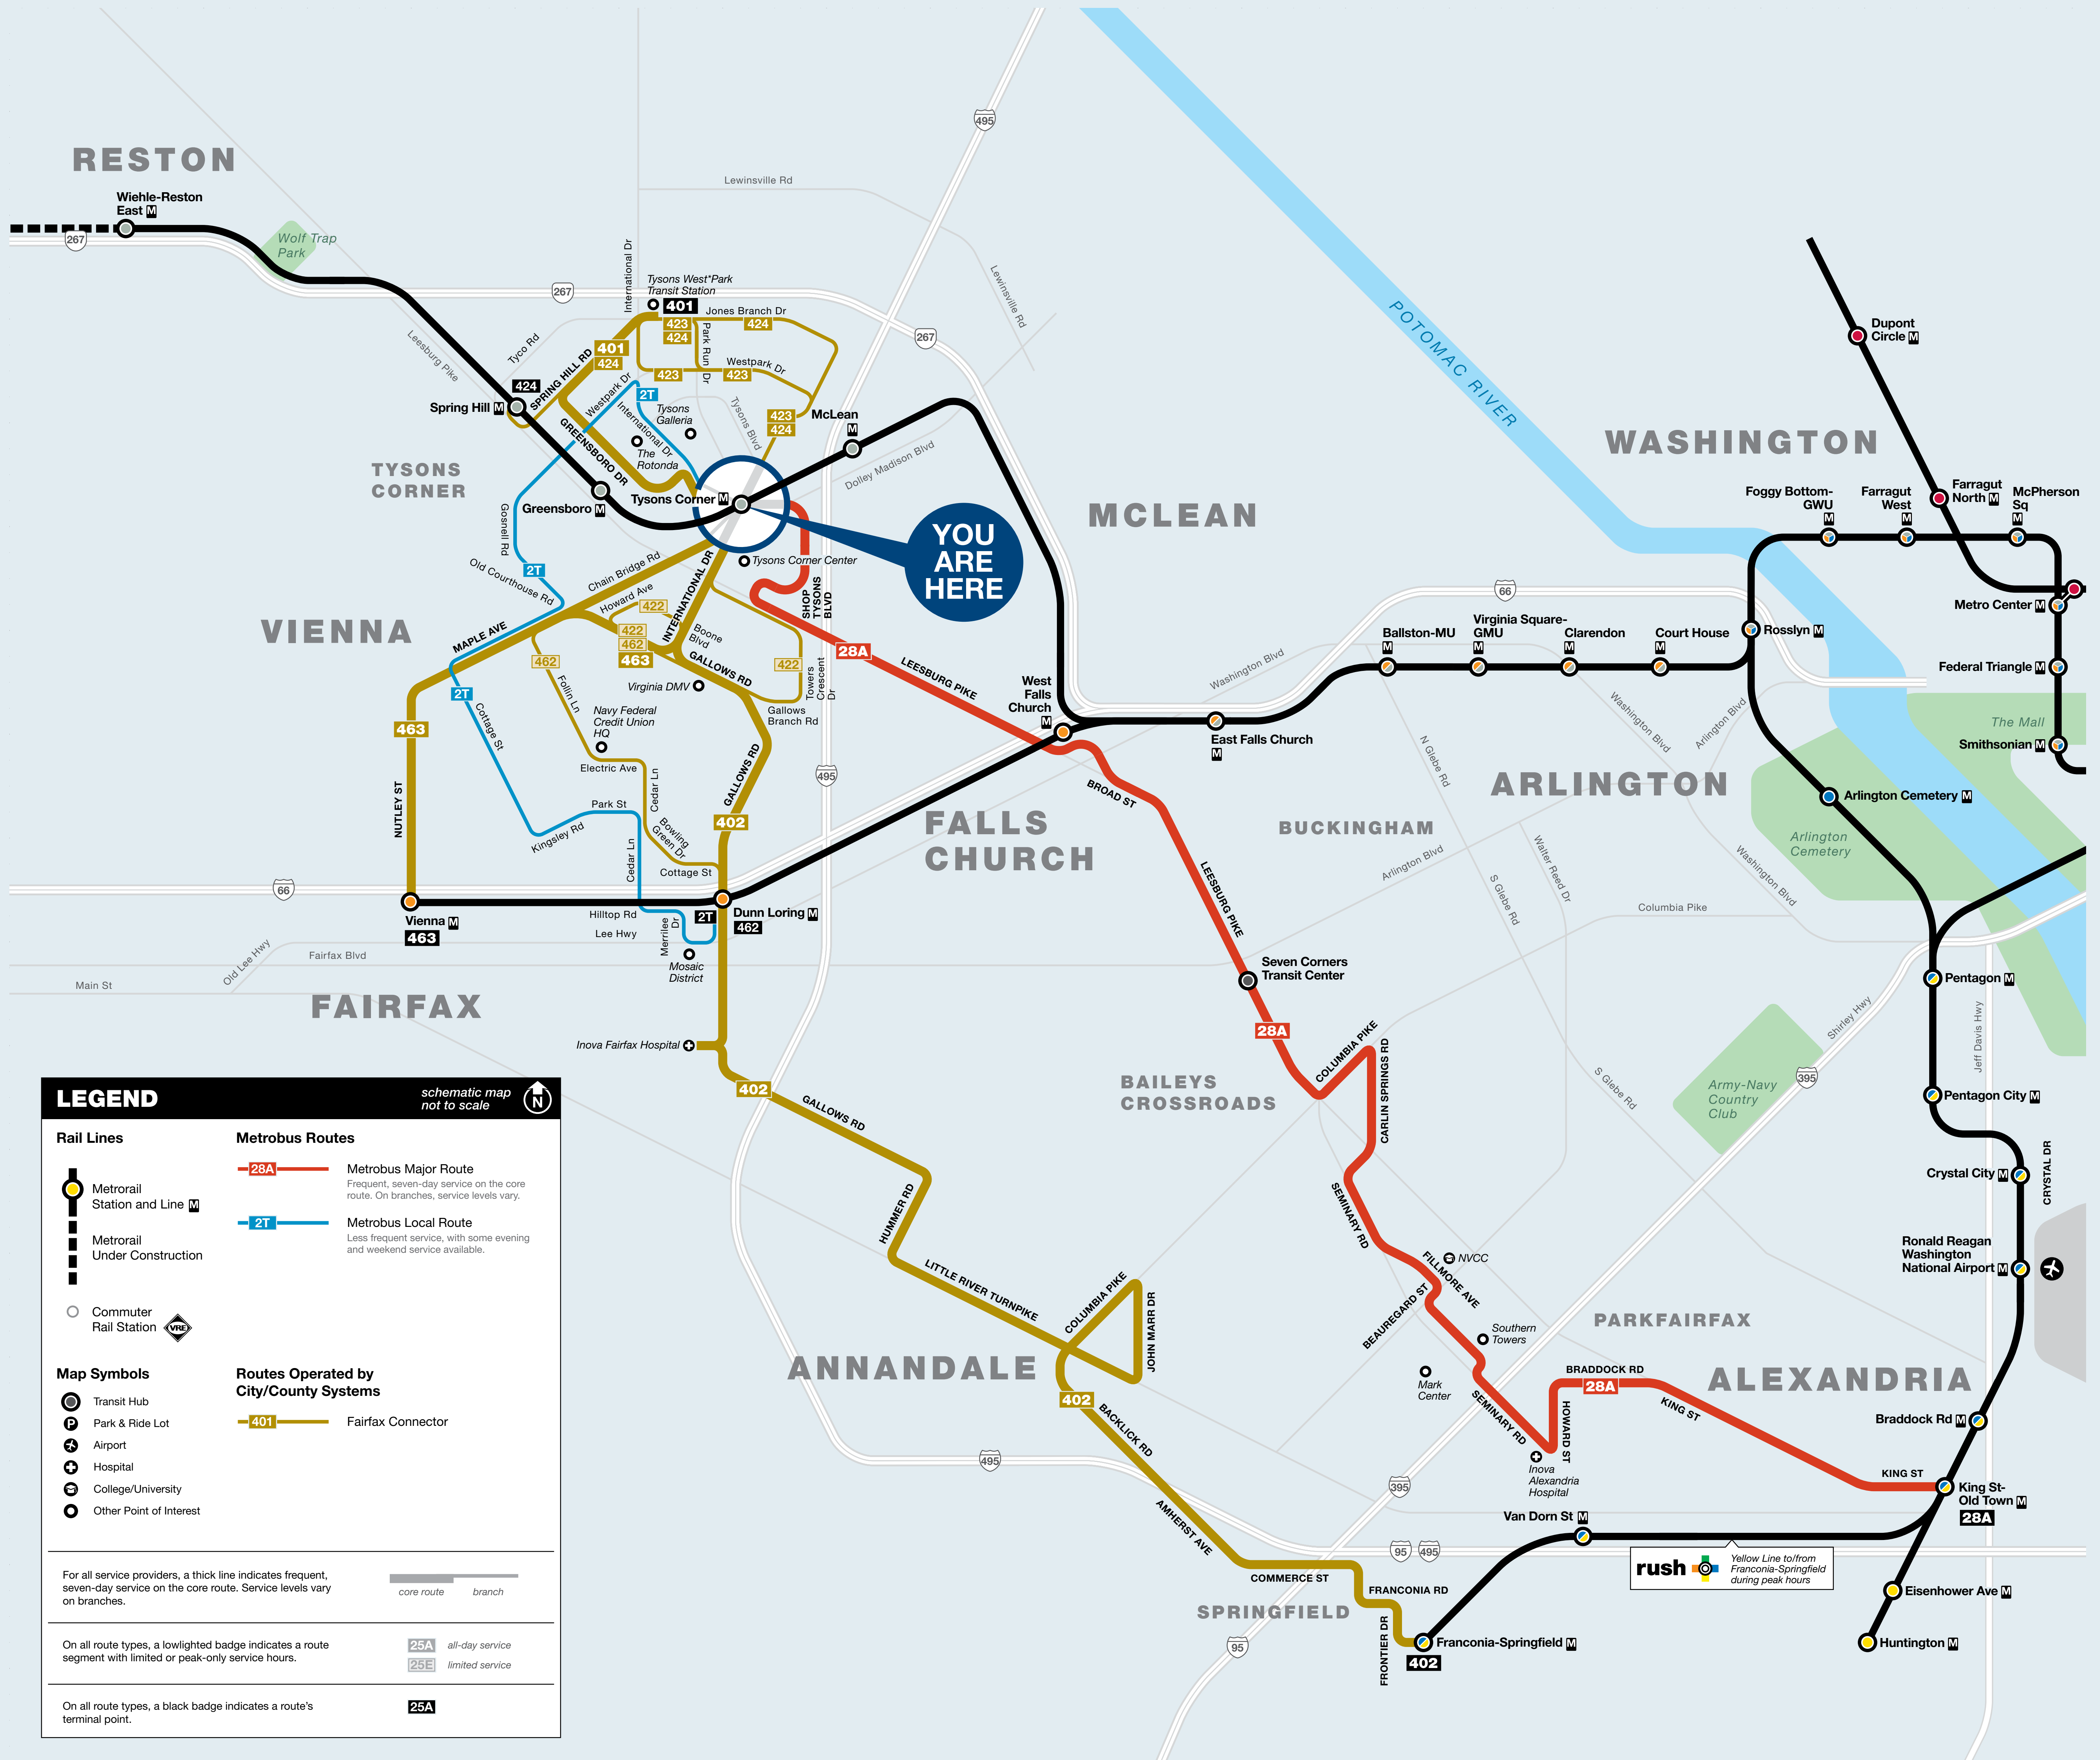 RESTON
Wiehle-Reston
East M
267
Wolf Trap
Park
495
Lewinsville Rd
Lewinsville Rd
International Dr
Tysons West*Park
Transit Station
401
267
267
Jones Branch Dr
423
424
424
Park Run Dr
Westpark Dr
423
423
401
424
SPRING HILL RD
Tyco Rd
Leesburg Pike
424
Spring Hill M
Westpark Dr
2T
International Dr
Tysons
Galleria
The
Rotonda
Tysons Blvd
423
424
McLean
M
Dolley Madison Blvd
GREENSBORO DR
TYSONS
CORNER
Greensboro M
Tysons Corner M
YOU
ARE
HERE
MCLEAN
Gosnell Rd
2T
Old Courthouse Rd
Chain Bridge Rd
Tysons Corner Center
SHOP
TYSONS
BLVD
INTERNATIONAL DR
Howard Ave
422
422
462
463
Boone
Blvd
GALLOWS RD
422
Towers
Crescent
Dr
Gallows
Branch Rd
VIENNA
MAPLE AVE
462
Follin Ln
Virginia DMV
Navy Federal
Credit Union
HQ
Electric Ave
Cedar Ln
Bowling
Green Dr
Cottage St
GALLOWS RD
402
463
NUTLEY ST
2T
Cottage St
Park St
Kingsley Rd
Cedar Ln
66
Vienna M
463
Hilltop Rd
Lee Hwy
Merrilee
Dr
2T
Dunn Loring M
462
Mosaic
District
Old Lee Hwy
Fairfax Blvd
Main St
FAIRFAX
495
Inova Fairfax Hospital
402
GALLOWS RD
HUMMER RD
LITTLE RIVER TURNPIKE
COLUMBIA PIKE
JOHN MARR DR
ANNANDALE
402
BACKLICK RD
495
AMHERST AVE
COMMERCE ST
FRANCONIA RD
SPRINGFIELD
FRONTIER DR
95
Franconia-Springfield M
402
28A
LEESBURG PIKE
West
Falls
Church
M
East Falls Church
M
BROAD ST
FALLS
CHURCH
LEESBURG PIKE
Seven Corners
Transit Center
28A
COLUMBIA PIKE
CARLIN SPRINGS RD
BAILEYS
CROSSROADS
SEMINARY RD
NVCC
FILLMORE AVE
BEAUREGARD ST
Southern
Towers
Mark
Center
SEMINARY RD
HOWARD ST
Inova
Alexandria
Hospital
BRADDOCK RD
28A
KING ST
KING ST
PARKFAIRFAX
ALEXANDRIA
395
395
Van Dorn St M
95
495
rush
Yellow Line to/from
Franconia-Springfield
during peak hours
POTOMAC RIVER
66
Washington Blvd
Ballston-MU
M
Virginia Square-
GMU
M
Clarendon
M
Court House
M
Rosslyn M
N Glebe Rd
Washington Blvd
Arlington Blvd
ARLINGTON
BUCKINGHAM
Arlington Blvd
Walter Reed Dr
S Glebe Rd
Washington Blvd
Columbia Pike
S Glebe Rd
Army-Navy
Country
Club
Shirley Hwy
WASHINGTON
Dupont
Circle M
Farragut
North M
Foggy Bottom-
GWU
M
Farragut
West
M
McPherson
Sq
M
Metro Center M
Federal Triangle M
The Mall
Smithsonian M
Arlington Cemetery M
Arlington
Cemetery
Pentagon M
Jeff Davis Hwy
Pentagon City M
Crystal City M
CRYSTAL DR
Ronald Reagan
Washington
National Airport M
Braddock Rd M
King St-
Old Town M
28A
Eisenhower Ave M
Huntington M
LEGEND
schematic map
not to scale
N
Rail Lines
Metrorail
Station and Line M
Metrorail
Under Construction
Commuter
Rail Station VRE
Metrobus Routes
28A
Metrobus Major Route
Frequent, seven-day service on the core
route. On branches, service levels vary.
2T
Metrobus Local Route
Less frequent service, with some evening
and weekend service available.
Map Symbols
Transit Hub
P
Park & Ride Lot
Airport
Hospital
College/University
Other Point of Interest
Routes Operated by
City/County Systems
401
Fairfax Connector
For all service providers, a thick line indicates frequent,
seven-day service on the core route. Service levels vary
on branches.
core route
branch
On all route types, a lowlighted badge indicates a route
segment with limited or peak-only service hours.
25A
all-day service
25E
limited service
On all route types, a black badge indicates a route's
terminal point.
25A